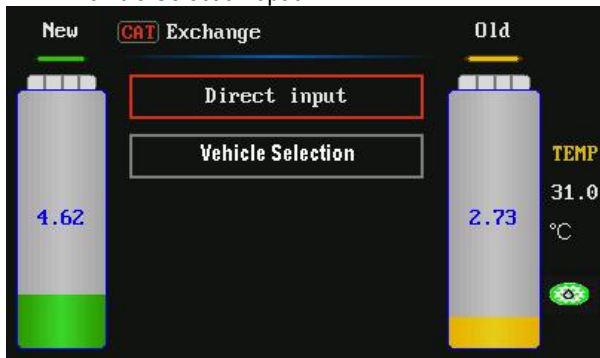 New CAT Exchange Old
Direct input
Vehicle Selection
TEMP
31.0
4.62 2.73
°C